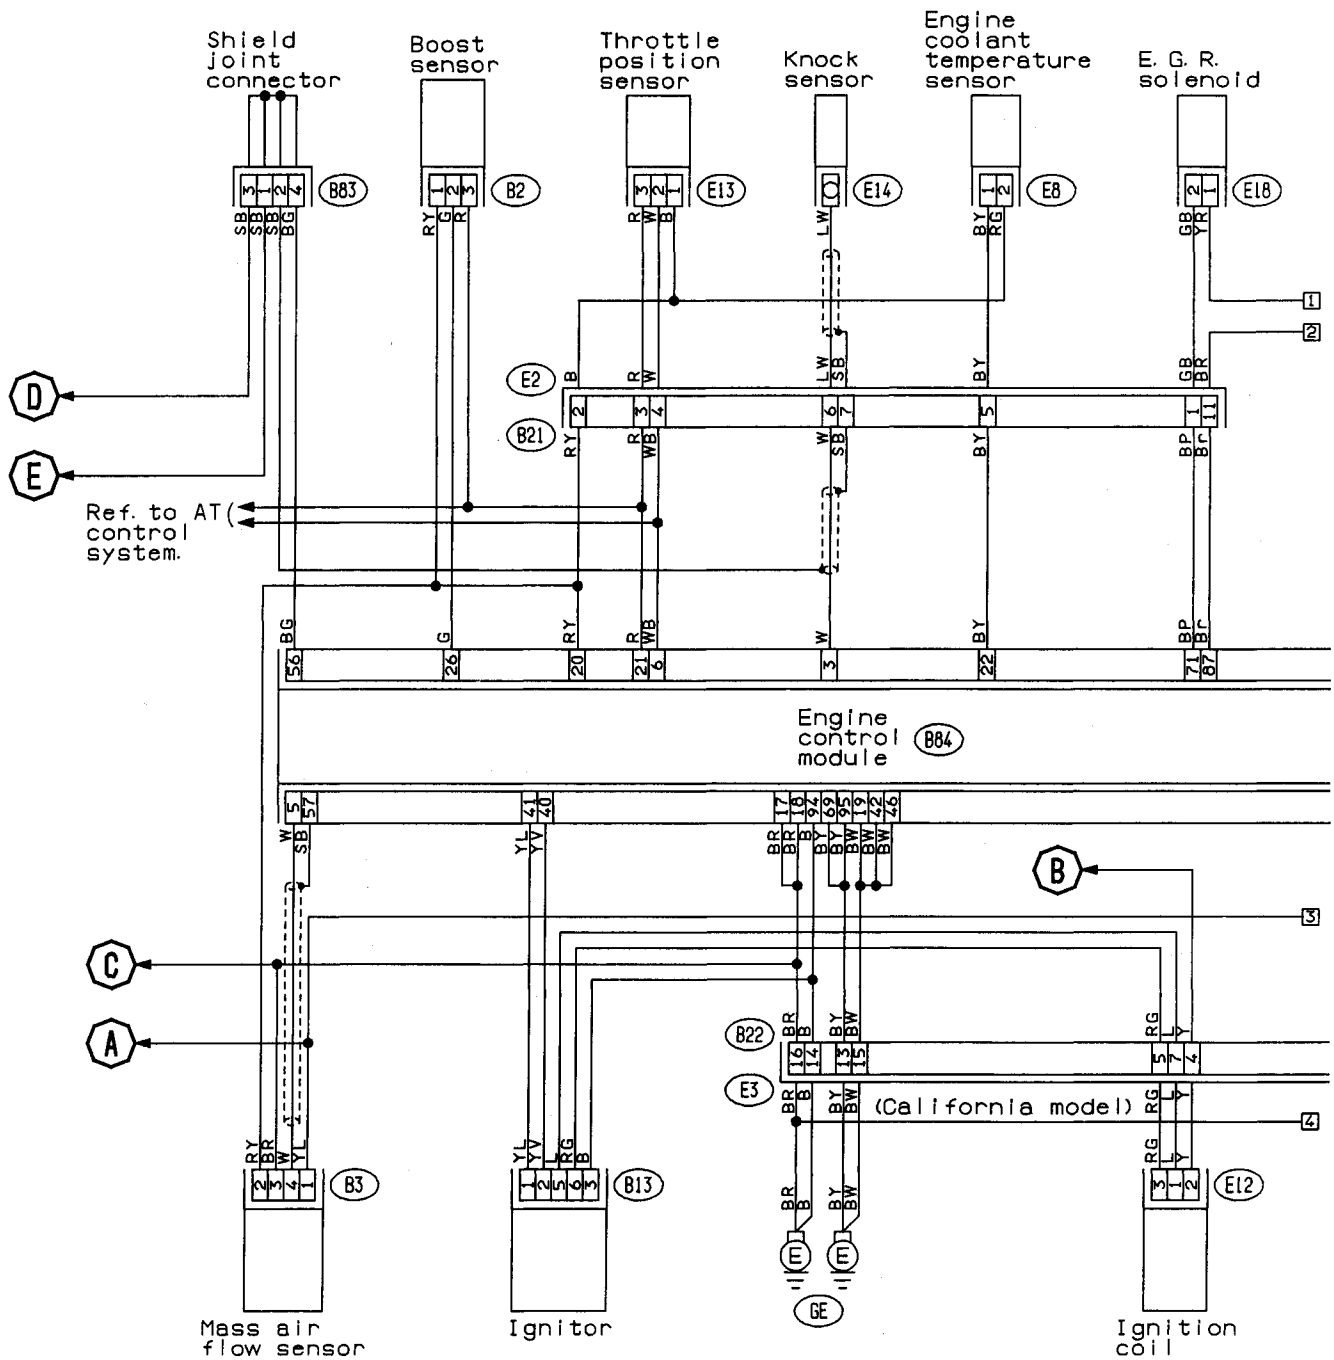 Shield
joint
connector
Boost
sensor
Throttle
position
sensor
Knock
sensor
Engine
coolant
temperature
sensor
E. G. R.
solenoid
3 1 2 4
B83
1 2 3
B2
3 2 1
E13
E14
1 2
E8
2 1
E18
SB SB SB BG
RY G R
R W B
LW
BY RG
GB YR
1
2
B R W LW SB BY GB BR
E2
D
2 3 4 6 7 5 1 11
B21
RY R WB W SB BY BP Br
E
Ref. to AT(
control
system.
BG G RY R WB W BY BP Br
56 26 20 21 6 3 22 71 87
Engine
control
module
B84
5 57 41 40 17 18 94 69 95 19 42 46
W SB YL YV BR BR B BY BY BW BW BW
B
3
C
A
BR B BY BW RG L Y
B22
16 14 13 15 5 7 4
E3
BR B BY BW RG L Y
(California model)
4
RY BR W YL
YL YV L RG B
RG L Y
2 3 4 1
B3
1 2 5 6 3
B13
BR B BY BW
3 1 2
E12
E E
GE
Mass air
flow sensor
Ignitor
Ignition
coil